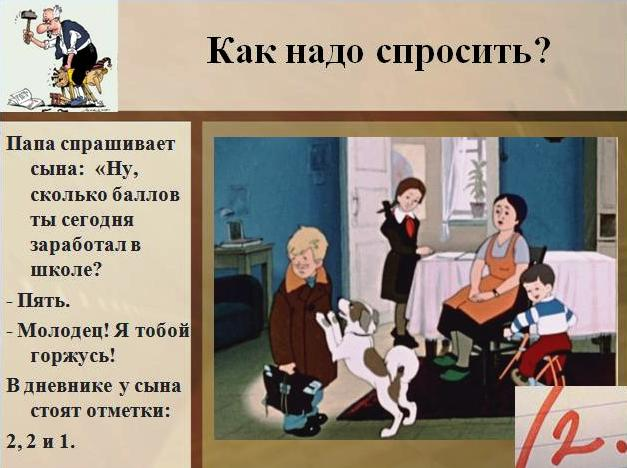 Как надо спросить?
Папа спрашивает
сына: «Ну,
сколько баллов
ты сегодня
заработал в
школе?
- Пять.
- Молодец! Я тобой
горжусь!
В дневнике у сына
стоят отметки:
2, 2 и 1.
2.